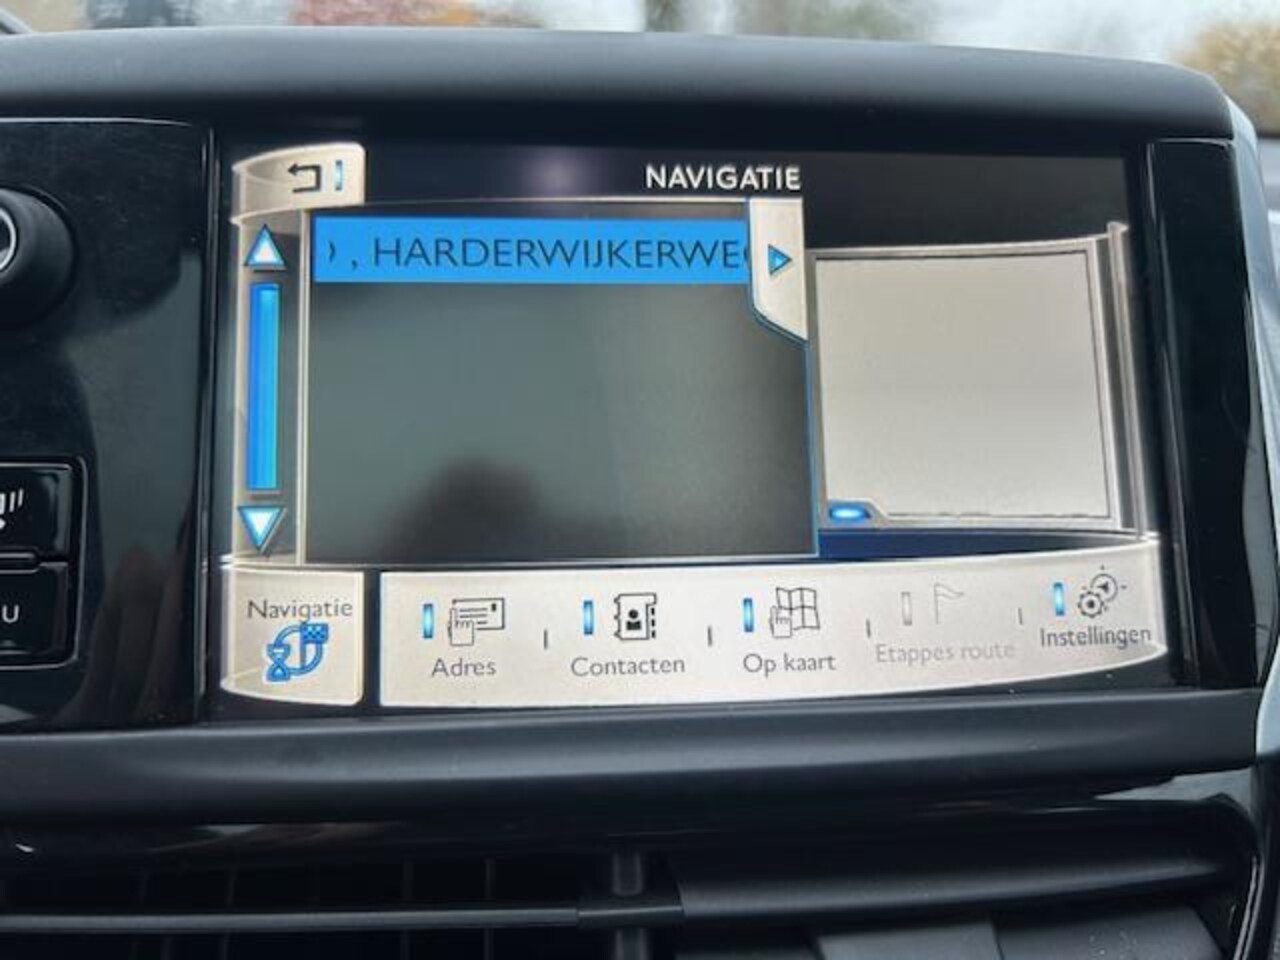 NAVIGATIE
) , HARDERWIJKERWE
U
Navigatie
Adres
Contacten
Op kaart
Etappes route
Instellingen